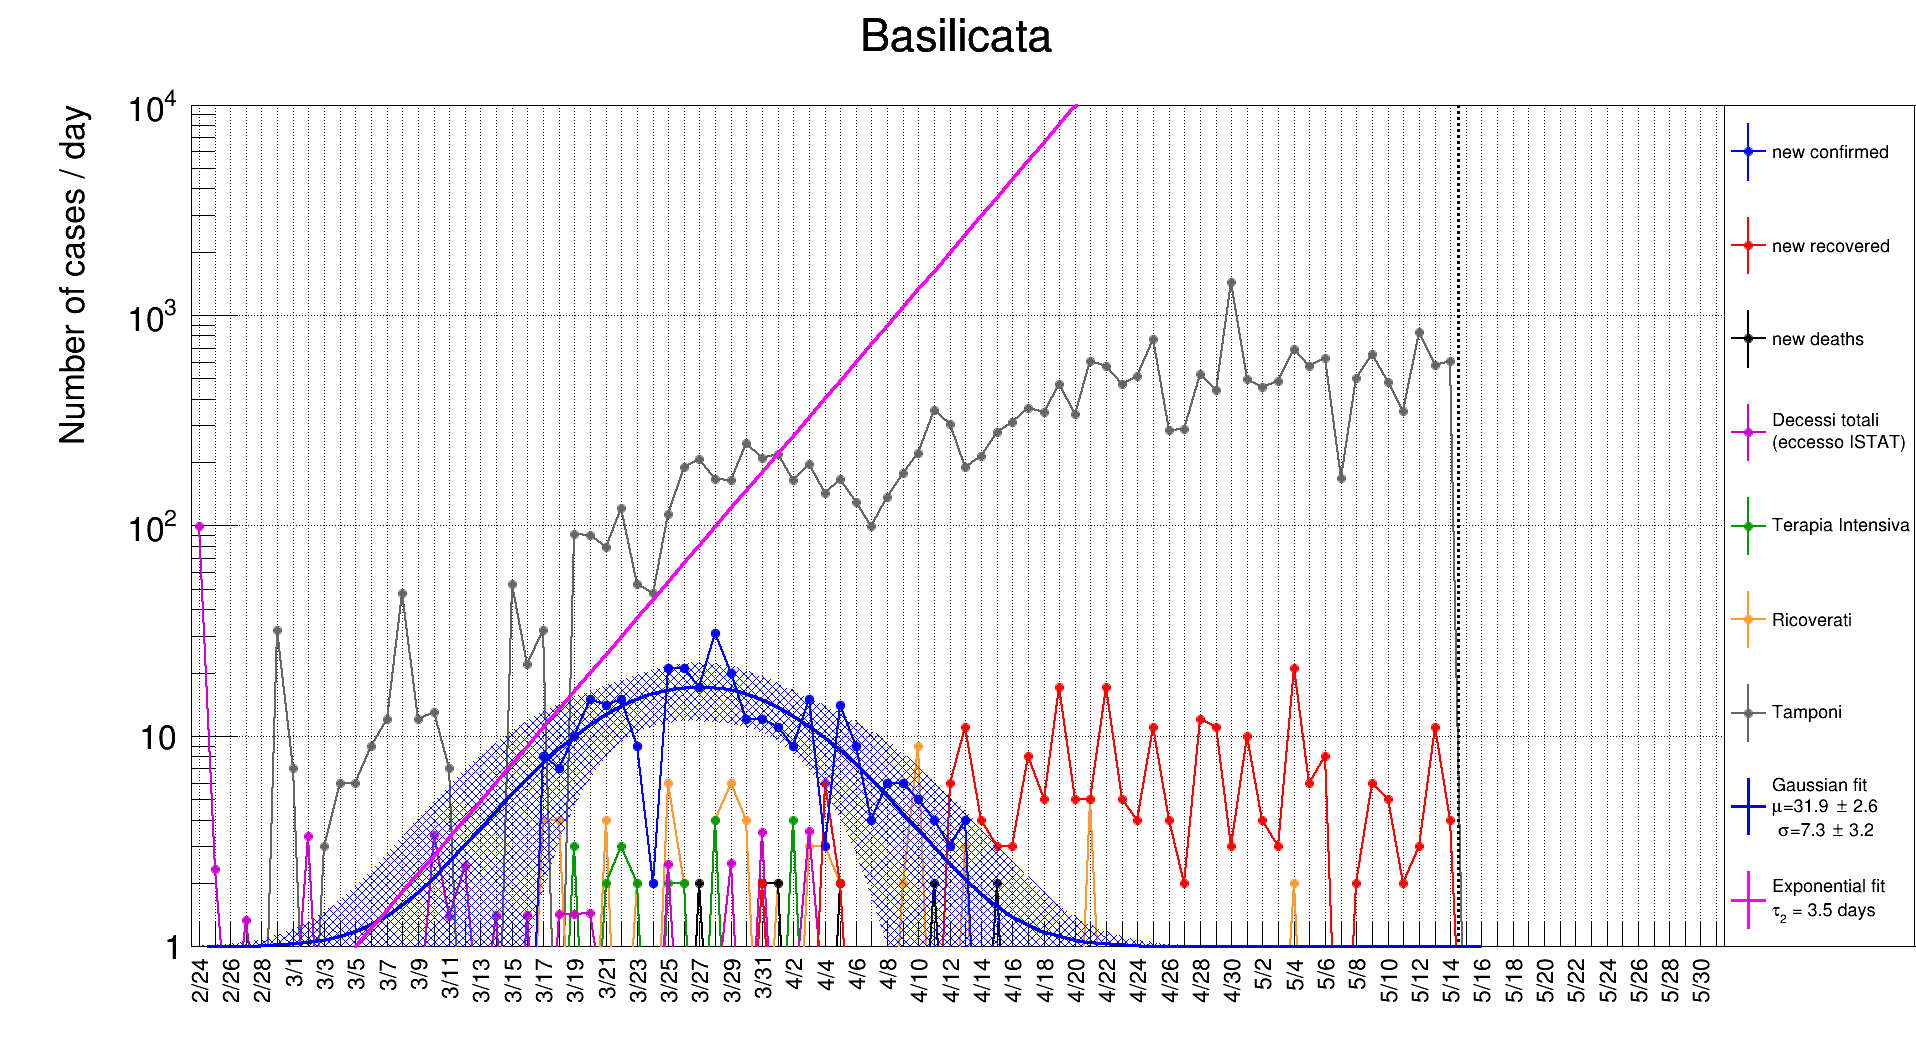 Basilicata
Number of cases / day
10^4
10^3
10^2
10
1
2/24 2/26 2/28 3/1 3/3 3/5 3/7 3/9 3/11 3/13 3/15 3/17 3/19 3/21 3/23 3/25 3/27 3/29 3/31 4/2 4/4 4/6 4/8 4/10 4/12 4/14 4/16 4/18 4/20 4/22 4/24 4/26 4/28 4/30 5/2 5/4 5/6 5/8 5/10 5/12 5/14 5/16 5/18 5/20 5/22 5/24 5/26 5/28 5/30
new confirmed
new recovered
new deaths
Decessi totali
(eccesso ISTAT)
Terapia Intensiva
Ricoverati
Tamponi
Gaussian fit
μ=31.9 ± 2.6
σ=7.3 ± 3.2
Exponential fit
τ_2 = 3.5 days